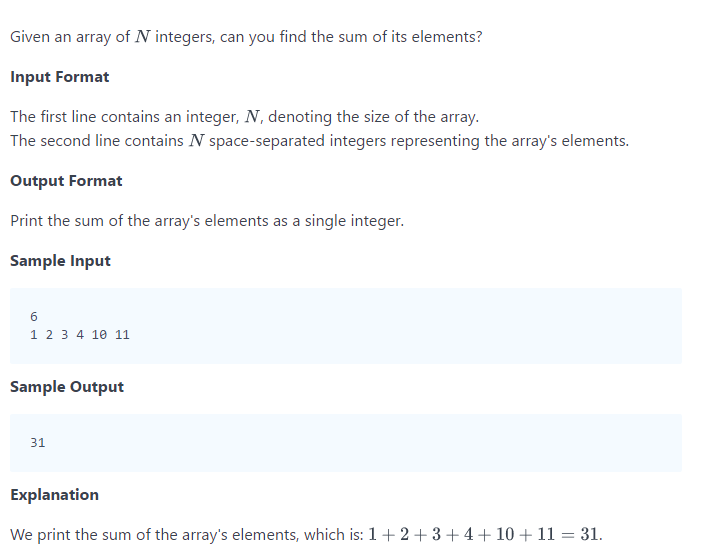 Given an array of N integers, can you find the sum of its elements?
Input Format
The first line contains an integer, N, denoting the size of the array.
The second line contains N space-separated integers representing the array's elements.
Output Format
Print the sum of the array's elements as a single integer.
Sample Input
6
1 2 3 4 10 11
Sample Output
31
Explanation
We print the sum of the array's elements, which is: 1 + 2 + 3 + 4 + 10 + 11 = 31.